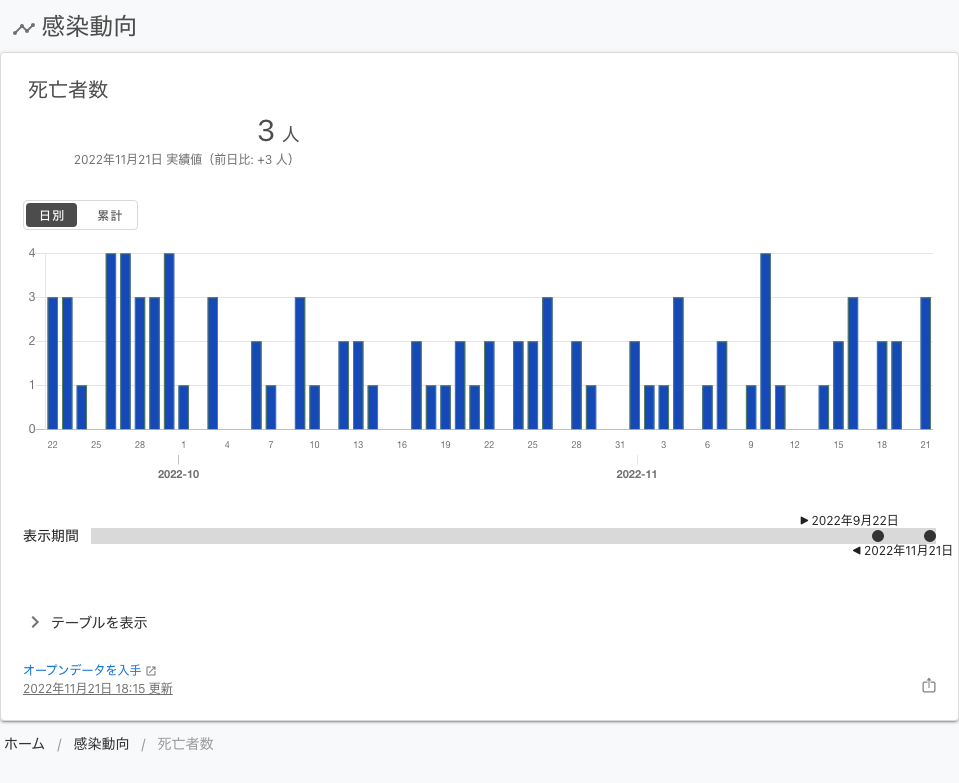 感染動向
死亡者数
3 人
2022年11月21日 実績値（前日比: +3 人）
日別 累計
4
3
2
1
0
22 25 28 1 4 7 10 13 16 19 22 25 28 31 3 6 9 12 15 18 21
2022-10 2022-11
▶ 2022年9月22日
表示期間
◀ 2022年11月21日
テーブルを表示
オープンデータを入手
2022年11月21日 18:15 更新
ホーム / 感染動向 / 死亡者数